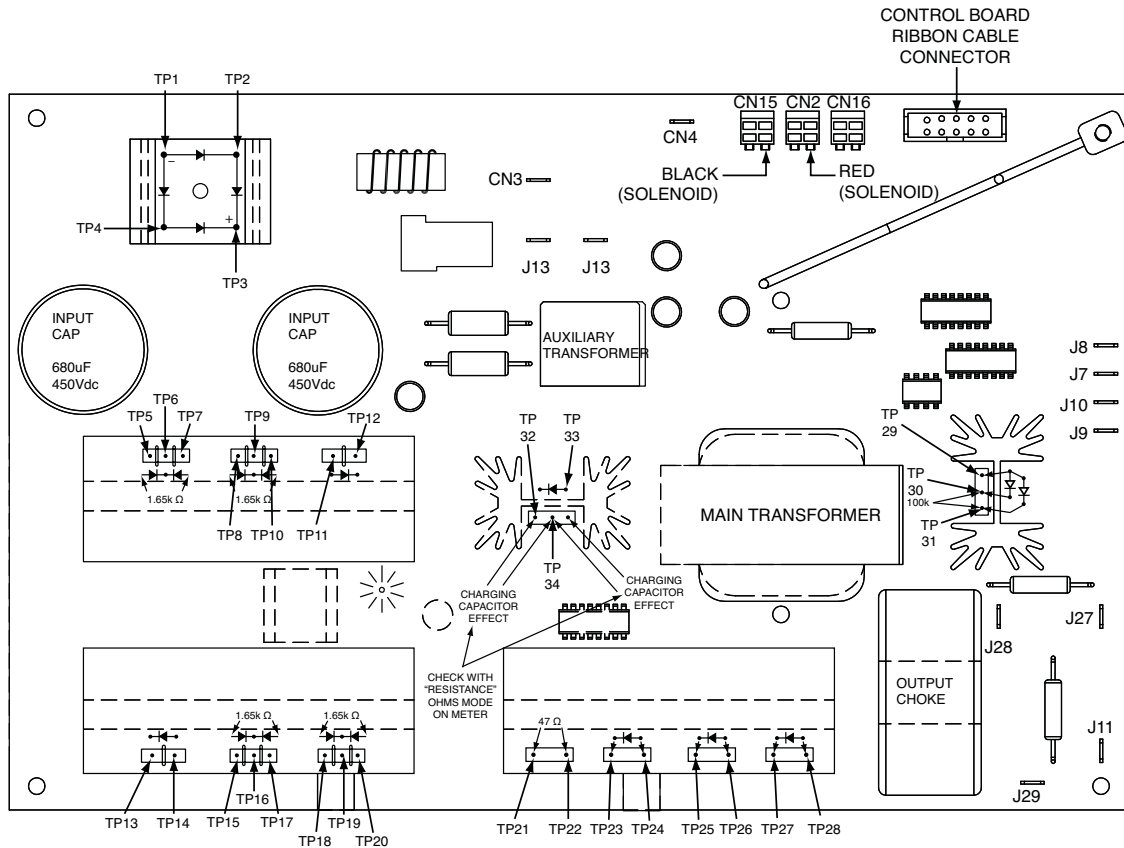 CONTROL BOARD
RIBBON CABLE
CONNECTOR
TP1
TP2
CN15
CN2
CN16
CN4
BLACK
(SOLENOID)
RED
(SOLENOID)
CN3
–
+
TP4
TP3
J13
J13
INPUT
CAP
680uF
450Vdc
INPUT
CAP
680uF
450Vdc
AUXILIARY
TRANSFORMER
J8
J7
J10
J9
TP5
TP6
TP7
TP9
TP12
1.65k Ω
1.65k Ω
TP8
TP10
TP11
TP
32
TP
33
TP
34
TP
29
TP
30
100k
TP
31
MAIN TRANSFORMER
CHARGING
CAPACITOR
EFFECT
CHARGING
CAPACITOR
EFFECT
CHECK WITH
"RESISTANCE"
OHMS MODE
ON METER
J28
J27
OUTPUT
CHOKE
J11
J29
1.65k Ω
1.65k Ω
47 Ω
TP13
TP14
TP15
TP16
TP17
TP18
TP19
TP20
TP21
TP22
TP23
TP24
TP25
TP26
TP27
TP28